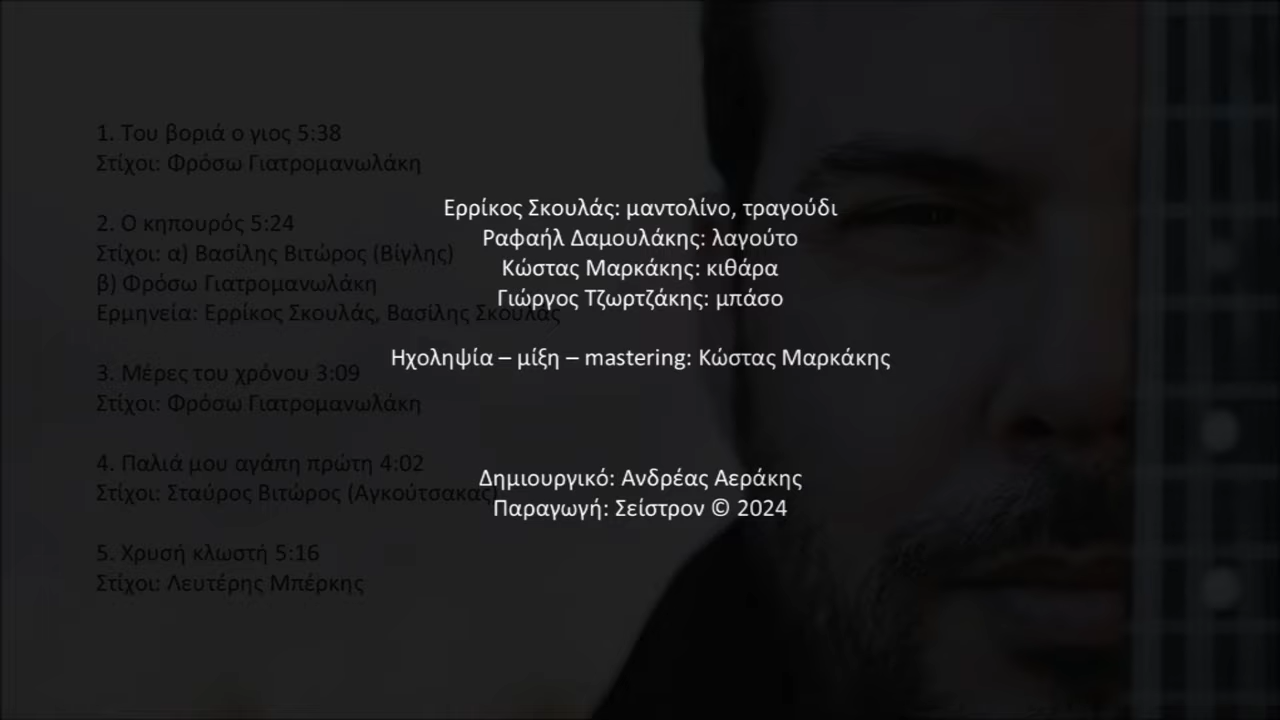 1. Του βοριά ο γιος 5:38
Στίχοι: Φρόσω Γιατρομανωλάκη
2. Ο κηπουρός 5:24
Στίχοι: α) Βασίλης Βιτώρος (Βίγλης)
β) Φρόσω Γιατρομανωλάκη
Ερμηνεία: Ερρίκος Σκουλάς, Βασίλης Σκουλάς
3. Μέρες του χρόνου 3:09
Στίχοι: Φρόσω Γιατρομανωλάκη
4. Παλιά μου αγάπη πρώτη 4:02
Στίχοι: Σταύρος Βιτώρος (Αγκούτσακας)
5. Χρυσή κλωστή 5:16
Στίχοι: Λευτέρης Μπέρκης
Ερρίκος Σκουλάς: μαντολίνο, τραγούδι
Ραφαήλ Δαμουλάκης: λαγούτο
Κώστας Μαρκάκης: κιθάρα
Γιώργος Τζωρτζάκης: μπάσο
Ηχοληψία – μίξη – mastering: Κώστας Μαρκάκης
Δημιουργικό: Ανδρέας Αεράκης
Παραγωγή: Σείστρον © 2024